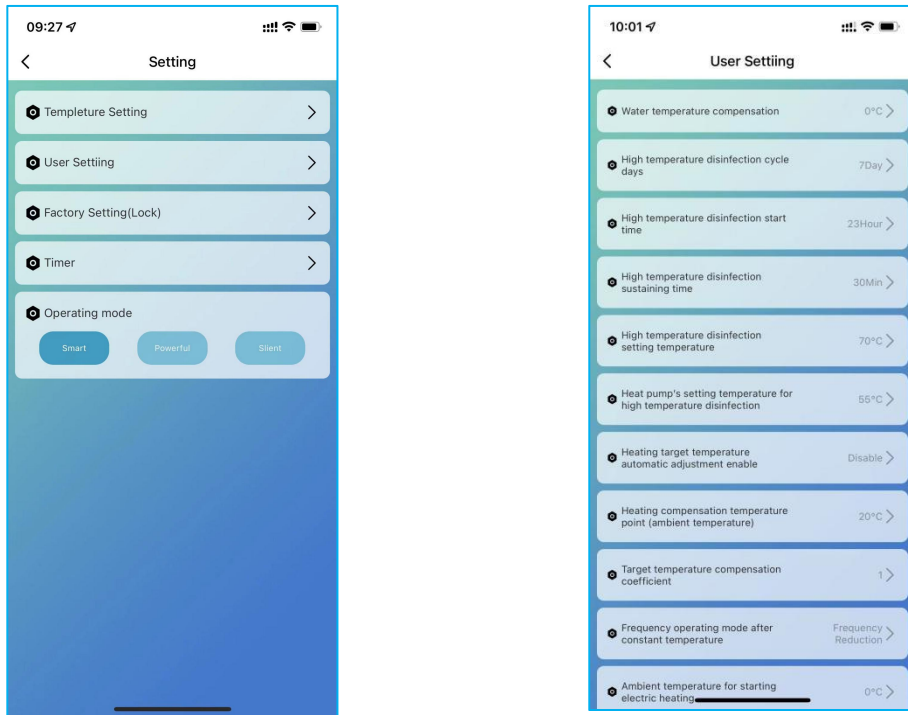 09:27
Setting
Templeture Setting
User Settiing
Factory Setting(Lock)
Timer
Operating mode
Smart Powerful Slient
10:01
User Settiing
Water temperature compensation 0°C
High temperature disinfection cycle
days 7Day
High temperature disinfection start
time 23Hour
High temperature disinfection
sustaining time 30Min
High temperature disinfection
setting temperature 70°C
Heat pump's setting temperature for
high temperature disinfection 55°C
Heating target temperature
automatic adjustment enable Disable
Heating compensation temperature
point (ambient temperature) 20°C
Target temperature compensation
coefficient 1
Frequency operating mode after Frequency
constant temperature Reduction
Ambient temperature for starting
electric heating 0°C